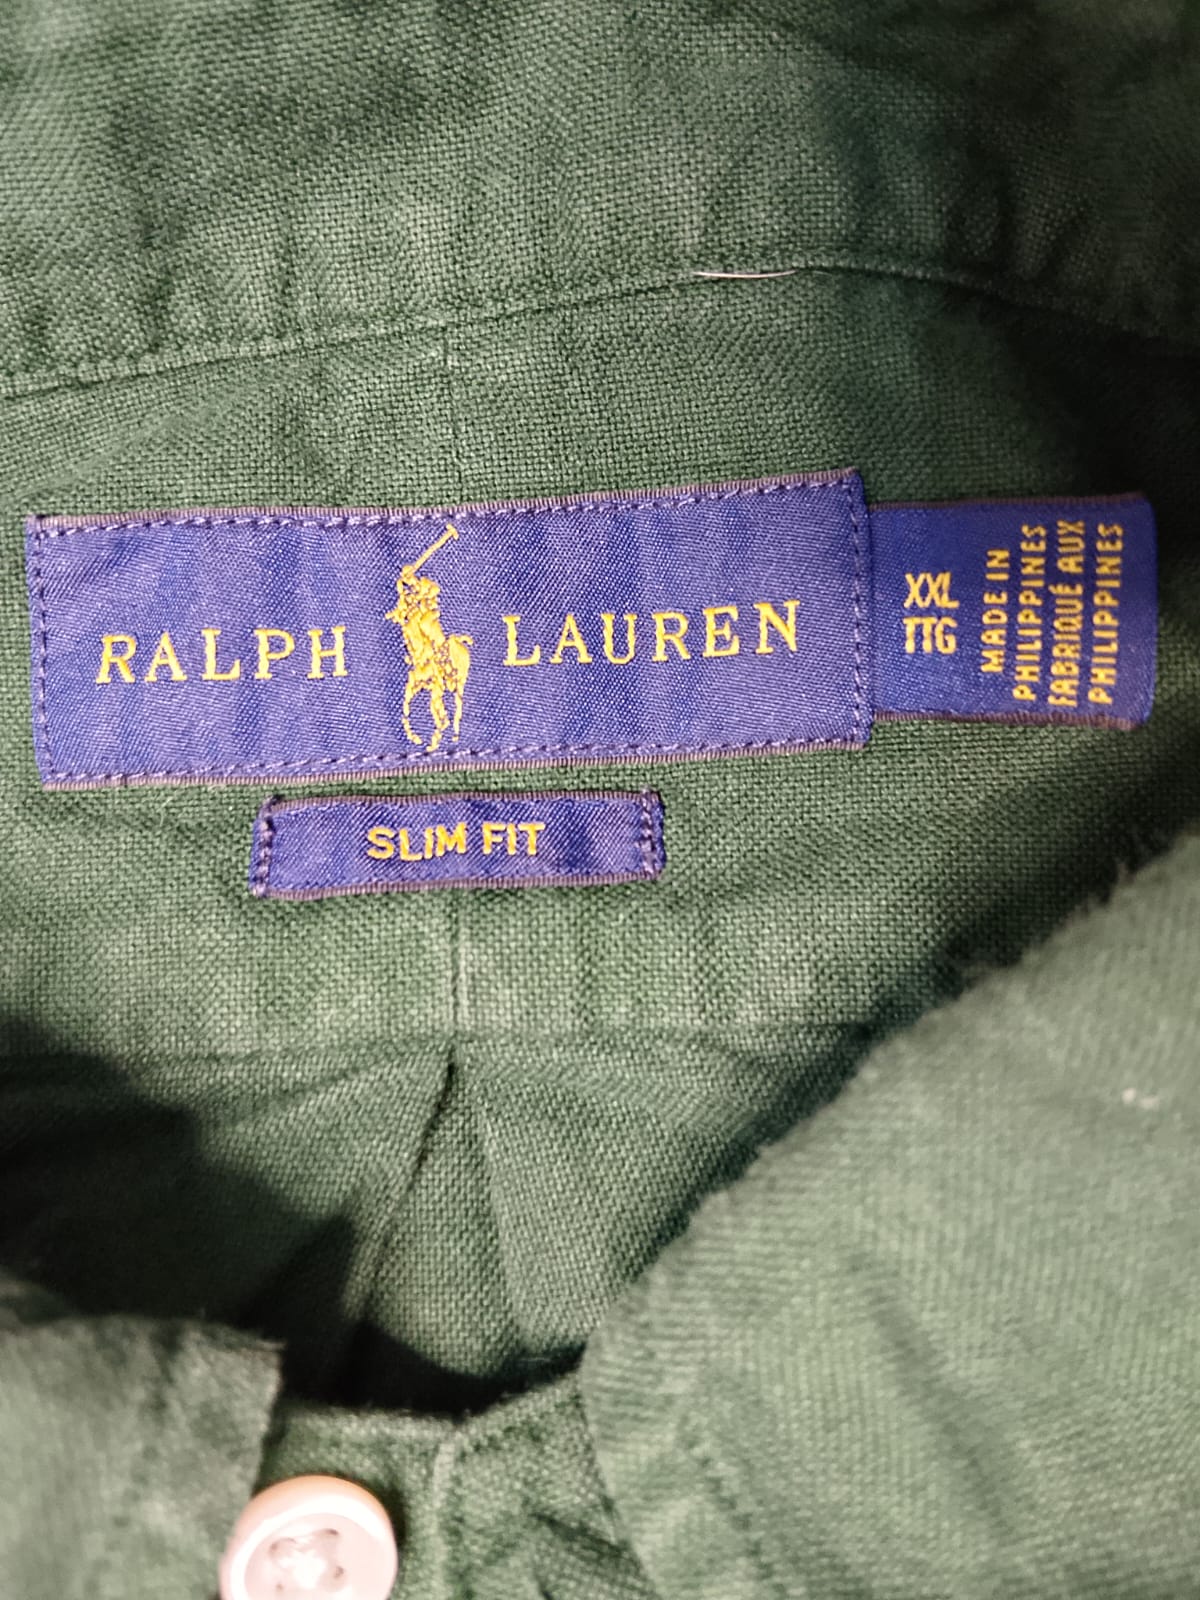 RALPH LAUREN
XXL
TTG
MADE IN
PHILIPPINES
FABRIQUÉ AUX
PHILIPPINES
SLIM FIT